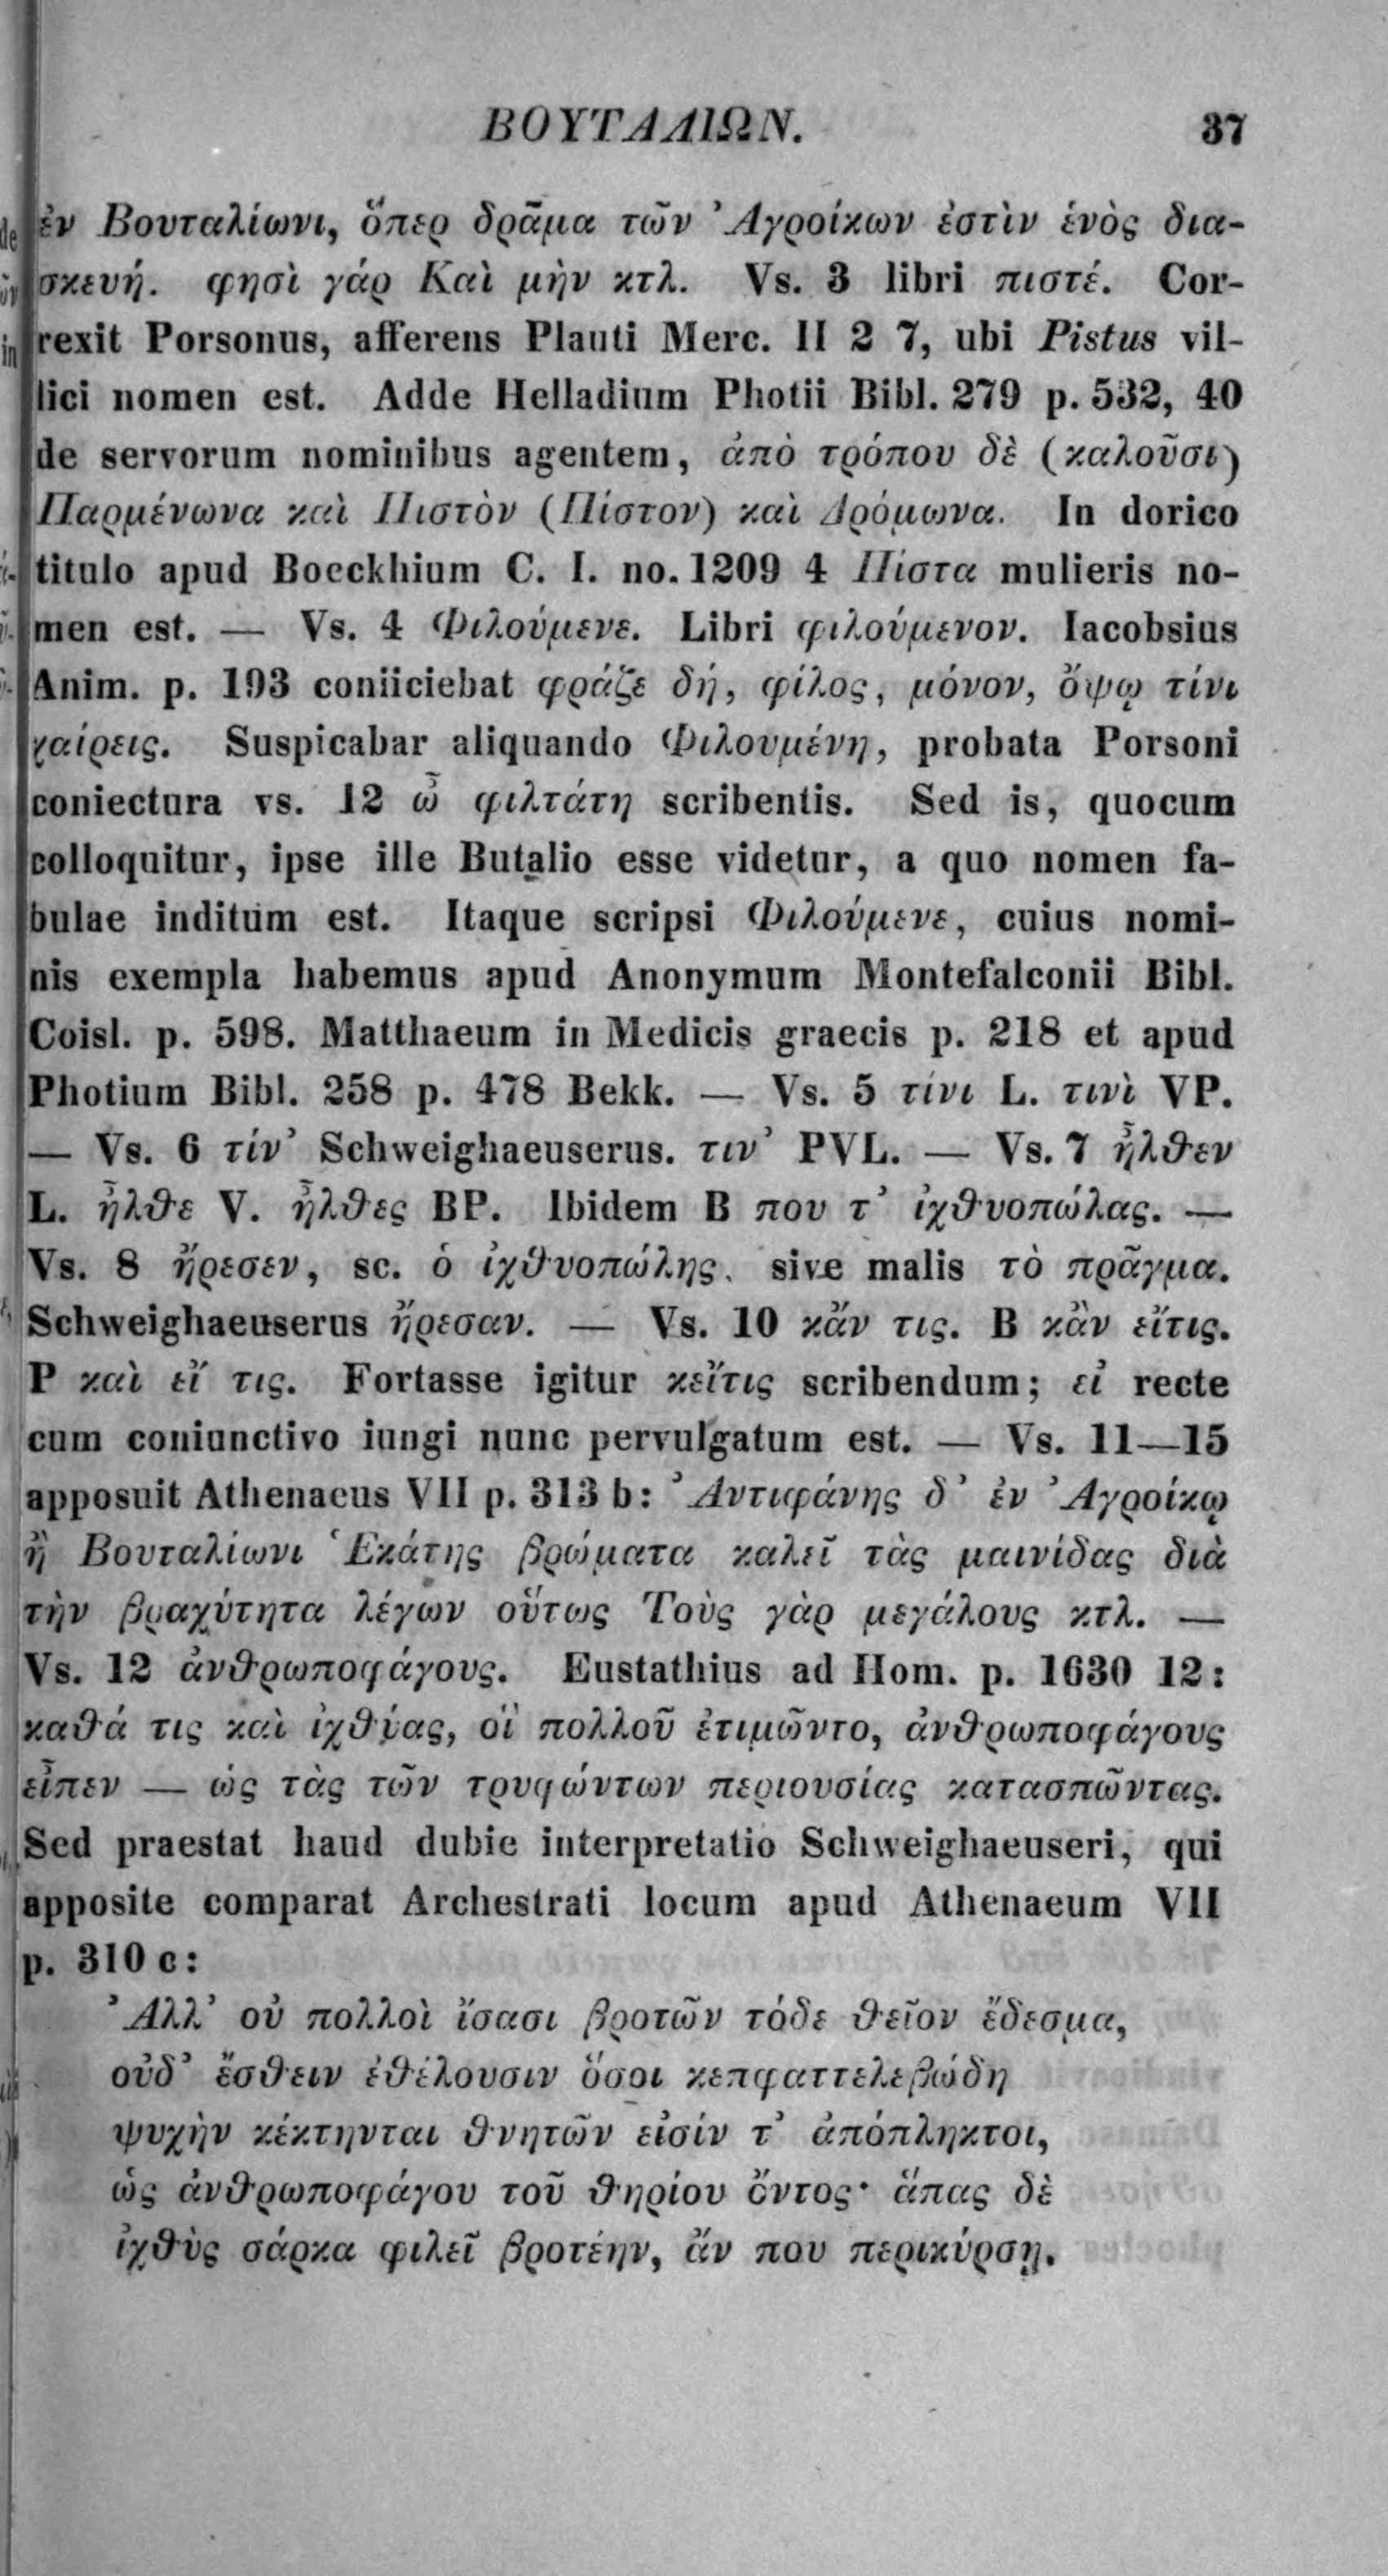 ΒΟΥΤΑΛΙΩΝ. 37
ἐν Βουταλίωνι, ὅπερ δρᾶμα τῶν Ἀγροίκων ἐστὶν ἑνὸς δια-
σκευή. φησὶ γάρ Καὶ μὴν κτλ. Vs. 3 libri πιστέ. Cor-
rexit Porsonus, afferens Plauti Merc. II 2 7, ubi Pistus vil-
lici nomen est. Adde Helladium Photii Bibl. 279 p. 532, 40
de servorum nominibus agentem, ἀπὸ τρόπου δὲ (καλοῦσι)
Παρμένωνα καὶ Πιστὸν (Πίστον) καὶ Δρόμωνα. In dorico
titulo apud Boeckhium C. I. no. 1209 4 Πίστα mulieris no-
men est. — Vs. 4 Φιλούμενε. Libri φιλούμενον. Iacobsius
Anim. p. 193 coniiciebat φράζε δή, φίλος, μόνον, ὄψῳ τίνι
χαίρεις. Suspicabar aliquando Φιλουμένη, probata Porsoni
coniectura vs. 12 ὦ φιλτάτη scribentis. Sed is, quocum
colloquitur, ipse ille Butalio esse videtur, a quo nomen fa-
bulae inditum est. Itaque scripsi Φιλούμενε, cuius nomi-
nis exempla habemus apud Anonymum Montefalconii Bibl.
Coisl. p. 598. Matthaeum in Medicis graecis p. 218 et apud
Photium Bibl. 258 p. 478 Bekk. — Vs. 5 τίνι L. τινὶ VP.
— Vs. 6 τίν’ Schweighaeuserus. τιν’ PVL. — Vs. 7 ἦλθεν
L. ἦλθε V. ἦλθες BP. Ibidem B που τ’ ἰχθυοπώλας. —
Vs. 8 ἤρεσεν, sc. ὁ ἰχθυοπώλης. sive malis τὸ πρᾶγμα.
Schweighaeuserus ἤρεσαν. — Vs. 10 κἄν τις. B κἂν εἴτις.
P καὶ εἴ τις. Fortasse igitur κεἴτις scribendum; εἰ recte
cum coniunctivo iungi nunc pervulgatum est. — Vs. 11—15
apposuit Athenaeus VII p. 313 b: Ἀντιφάνης δ’ ἐν Ἀγροίκῳ
ἢ Βουταλίωνι Ἑκάτης βρώματα καλεῖ τὰς μαινίδας διὰ
τὴν βραχύτητα λέγων οὕτως Τοὺς γὰρ μεγάλους κτλ. —
Vs. 12 ἀνθρωποφάγους. Eustathius ad Hom. p. 1630 12:
καθά τις καὶ ἰχθύας, οἳ πολλοῦ ἐτιμῶντο, ἀνθρωποφάγους
εἶπεν — ὡς τὰς τῶν τρυφώντων περιουσίας κατασπῶντας.
Sed praestat haud dubie interpretatio Schweighaeuseri, qui
apposite comparat Archestrati locum apud Athenaeum VII
p. 310 c:
Ἀλλ’ οὐ πολλοὶ ἴσασι βροτῶν τόδε θεῖον ἔδεσμα,
οὐδ’ ἔσθειν ἐθέλουσιν ὅσοι κεπφαττελεβώδη
ψυχὴν κέκτηνται θνητῶν εἰσίν τ’ ἀπόπληκτοι,
ὡς ἀνθρωποφάγου τοῦ θηρίου ὄντος· ἅπας δὲ
ἰχθὺς σάρκα φιλεῖ βροτέην, ἄν που περικύρσῃ.